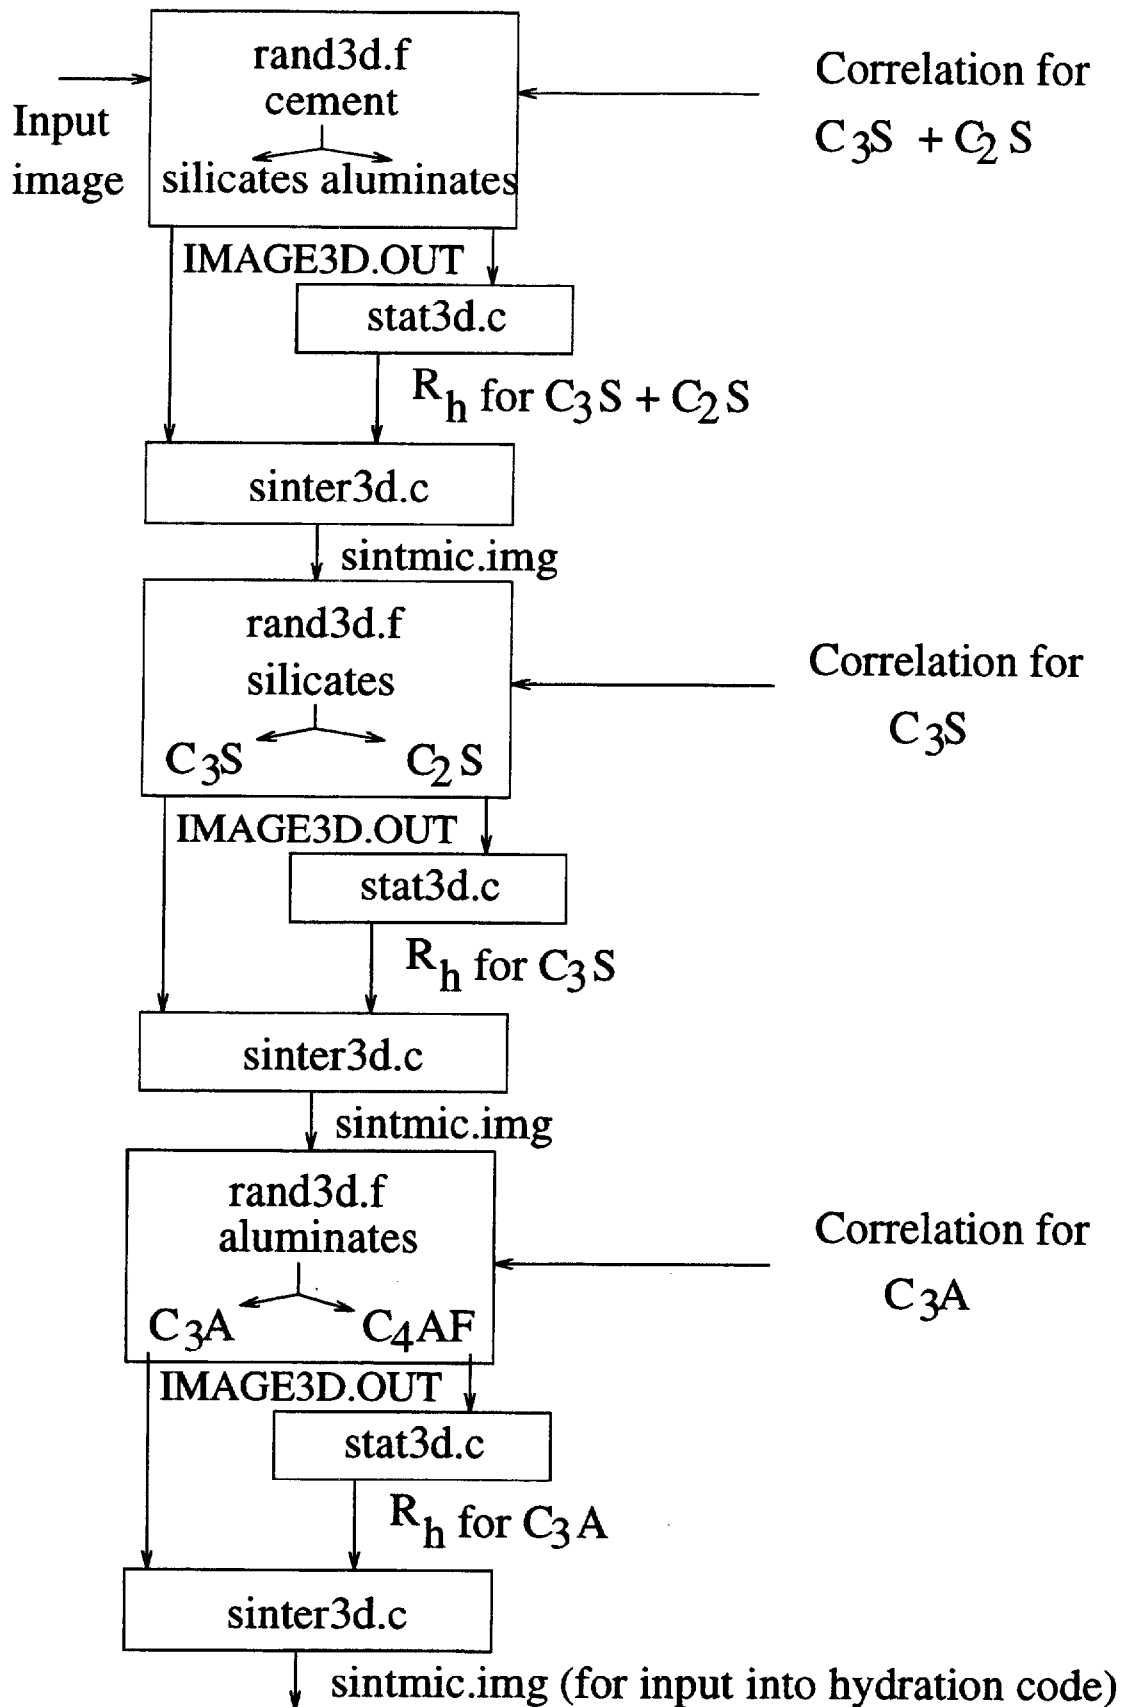 rand3d.f
cement
silicates aluminates
Input
image
Correlation for
C3S + C2S
IMAGE3D.OUT
stat3d.c
Rh for C3S + C2S
sinter3d.c
sintmic.img
rand3d.f
silicates
C3S C2S
Correlation for
C3S
IMAGE3D.OUT
stat3d.c
Rh for C3S
sinter3d.c
sintmic.img
rand3d.f
aluminates
C3A C4AF
Correlation for
C3A
IMAGE3D.OUT
stat3d.c
Rh for C3A
sinter3d.c
sintmic.img (for input into hydration code)